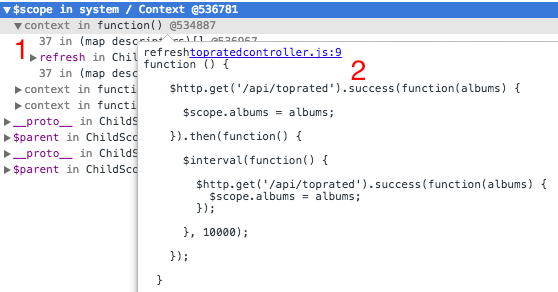 ▼$scope in system / Context @536781
▼context in function() @534887
1
37 in (map descriptors)[] @536967
▶refresh in Chil
37 in (map desc
▶context in functi
▶context in functi
▶__proto__ in ChildSc
▶$parent in ChildSco
▶__proto__ in ChildSc
▶$parent in ChildSco
refreshtopratedcontroller.js:9
2
function () {
$http.get('/api/toprated').success(function(albums) {
$scope.albums = albums;
}).then(function() {
$interval(function() {
$http.get('/api/toprated').success(function(albums) {
$scope.albums = albums;
});
}, 10000);
});
}